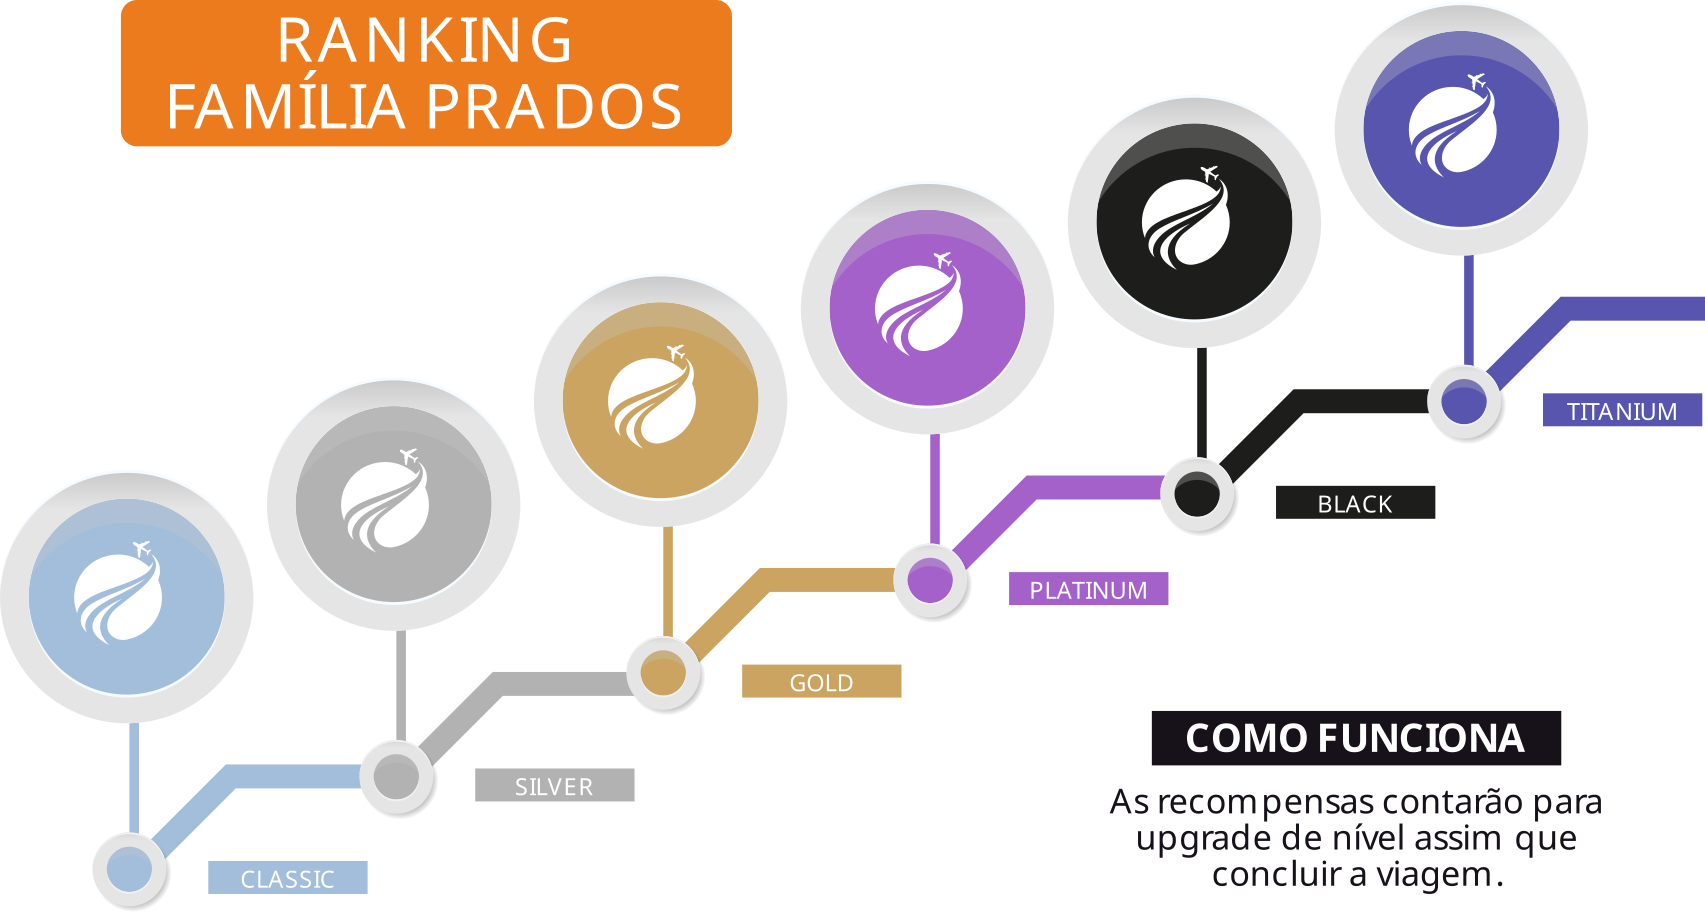 RANKING
FAMÍLIA PRADOS
TITANIUM
BLACK
PLATINUM
GOLD
SILVER
CLASSIC
COMO FUNCIONA
As recompensas contarão para
upgrade de nível assim que
concluir a viagem.